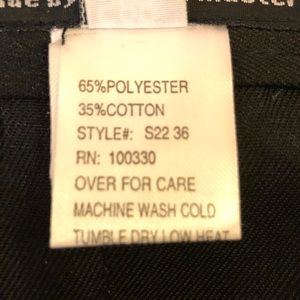 65%POLYESTER
35%COTTON
STYLE#: S22 36
RN: 100330
OVER FOR CARE
MACHINE WASH COLD
TUMBLE DRY LOW HEAT